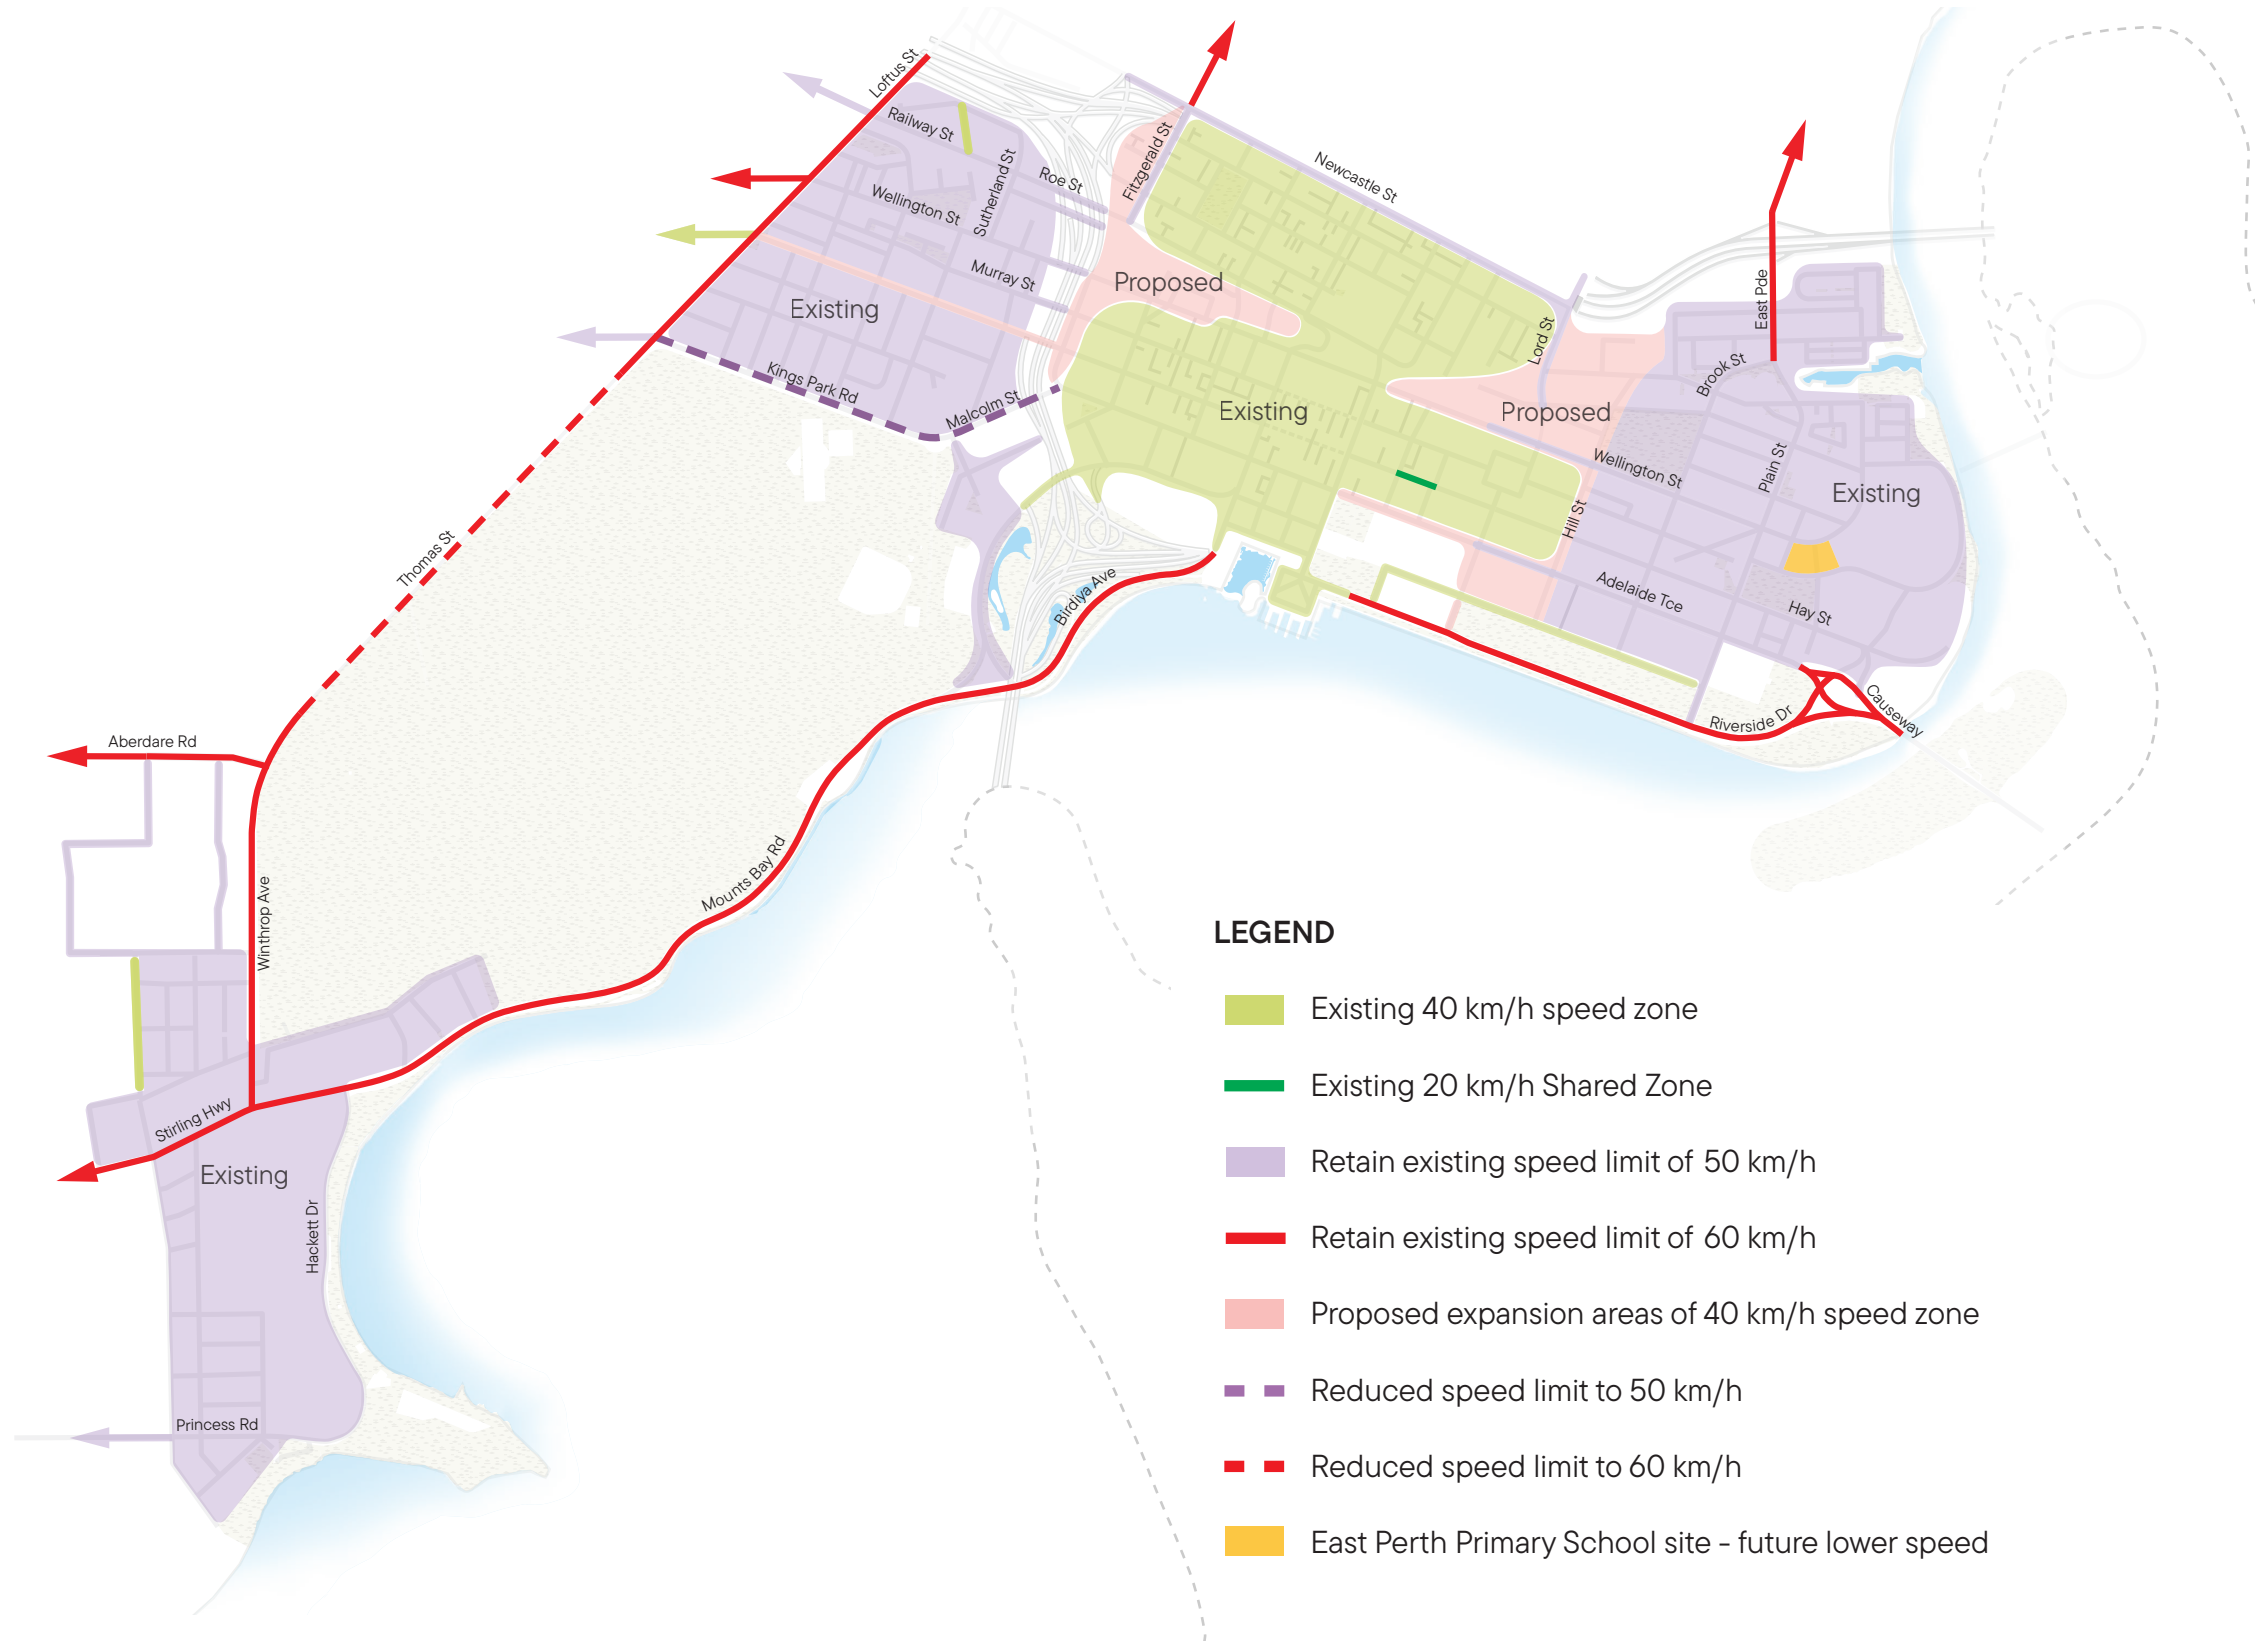 Loftus St
Railway St
Roe St
Sutherland St
Wellington St
Murray St
Existing
Kings Park Rd
Malcolm St
Fitzgerald St
Newcastle St
Proposed
Existing
Lord St
Proposed
East Pde
Brook St
Wellington St
Plain St
Existing
Hill St
Adelaide Tce
Hay St
Riverside Dr
Causeway
Birdiya Ave
Thomas St
Aberdare Rd
Winthrop Ave
Mounts Bay Rd
Stirling Hwy
Existing
Hackett Dr
Princess Rd
LEGEND
Existing 40 km/h speed zone
Existing 20 km/h Shared Zone
Retain existing speed limit of 50 km/h
Retain existing speed limit of 60 km/h
Proposed expansion areas of 40 km/h speed zone
Reduced speed limit to 50 km/h
Reduced speed limit to 60 km/h
East Perth Primary School site - future lower speed